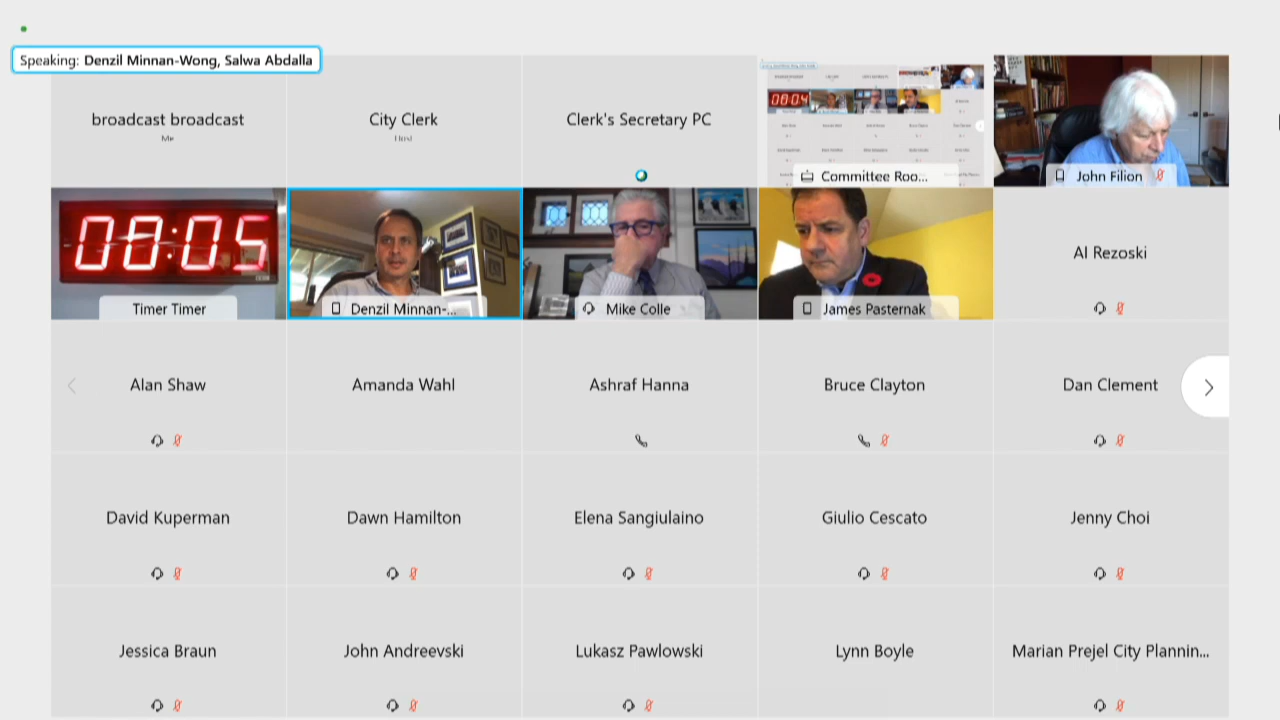 Speaking: Denzil Minnan-Wong, Salwa Abdalla
broadcast broadcast
Me
City Clerk
Host
Clerk's Secretary PC
Committee Roo...
John Filion
08:05
Timer Timer
Denzil Minnan-...
Mike Colle
James Pasternak
Al Rezoski
Alan Shaw
Amanda Wahl
Ashraf Hanna
Bruce Clayton
Dan Clement
David Kuperman
Dawn Hamilton
Elena Sangiulaino
Giulio Cescato
Jenny Choi
Jessica Braun
John Andreevski
Lukasz Pawlowski
Lynn Boyle
Marian Prejel City Plannin...